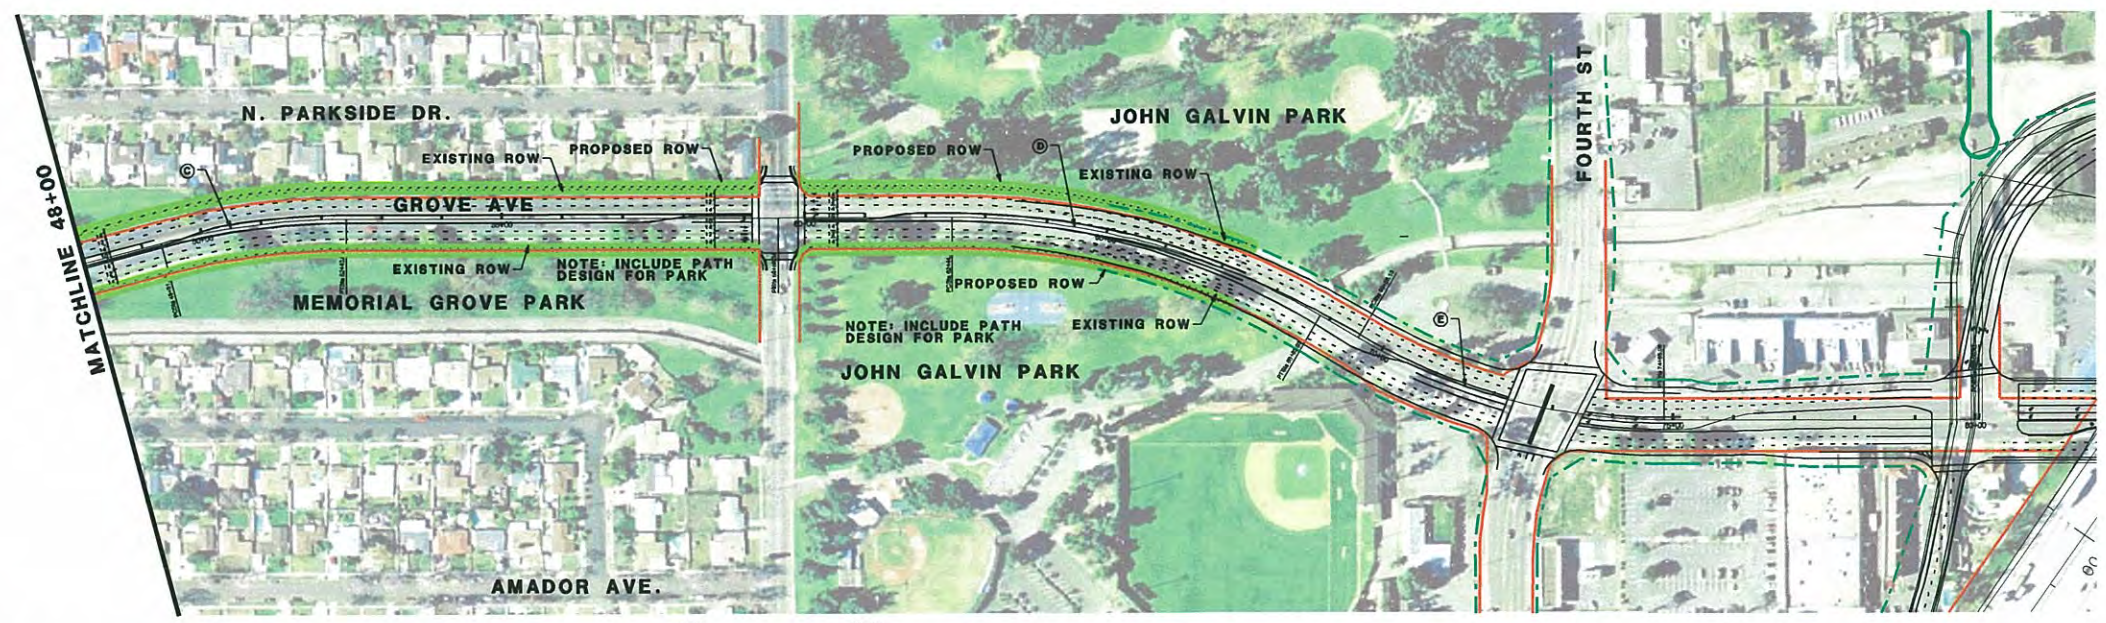 N. PARKSIDE DR.
JOHN GALVIN PARK
FOURTH ST
EXISTING ROW
PROPOSED ROW
PROPOSED ROW
D
EXISTING ROW
C
MATCHLINE 48+00
GROVE AVE
EXISTING ROW
NOTE: INCLUDE PATH
DESIGN FOR PARK
MEMORIAL GROVE PARK
PROPOSED ROW
EXISTING ROW
NOTE: INCLUDE PATH
DESIGN FOR PARK
JOHN GALVIN PARK
E
80+00
AMADOR AVE.